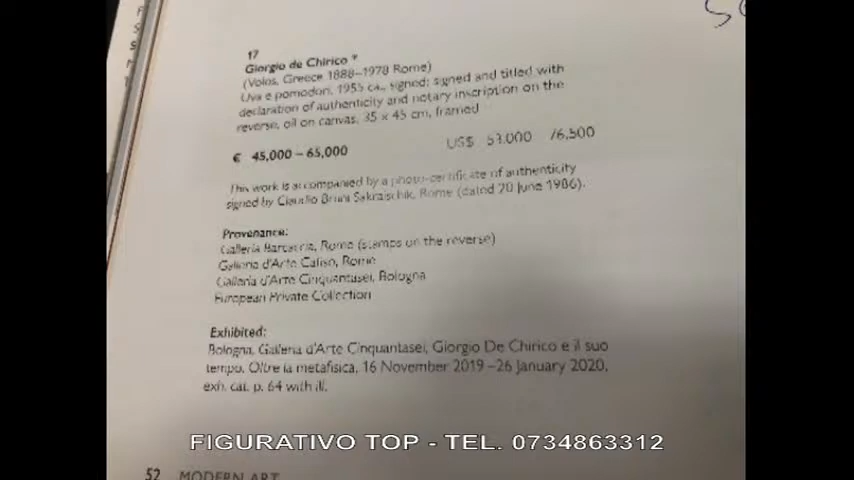 17
Giorgio de Chirico *
(Volos, Greece 1888–1978 Rome)
Uva e pomodori, 1955 ca., signed; signed and titled with
declaration of authenticity and notary inscription on the
reverse, oil on canvas, 35 x 45 cm, framed
€ 45,000 – 65,000 US$ 53.000 76,500
This work is accompanied by a photo-certificate of authenticity
signed by Claudio Bruni Sakraischik, Rome (dated 20 June 1986).
Provenance:
Galleria Barcaccia, Rome (stamps on the reverse)
Galleria d'Arte Rome
Galleria d'Arte Cinquantasei, Bologna
European Private Collection
Exhibited:
Bologna, Galleria d'Arte Cinquantasei, Giorgio De Chirico e il suo
tempo. Oltre la metafisica, 16 November 2019 –26 January 2020,
exh. cat. p. 64 with ill.
FIGURATIVO TOP - TEL. 0734863312
52 MODERN ART